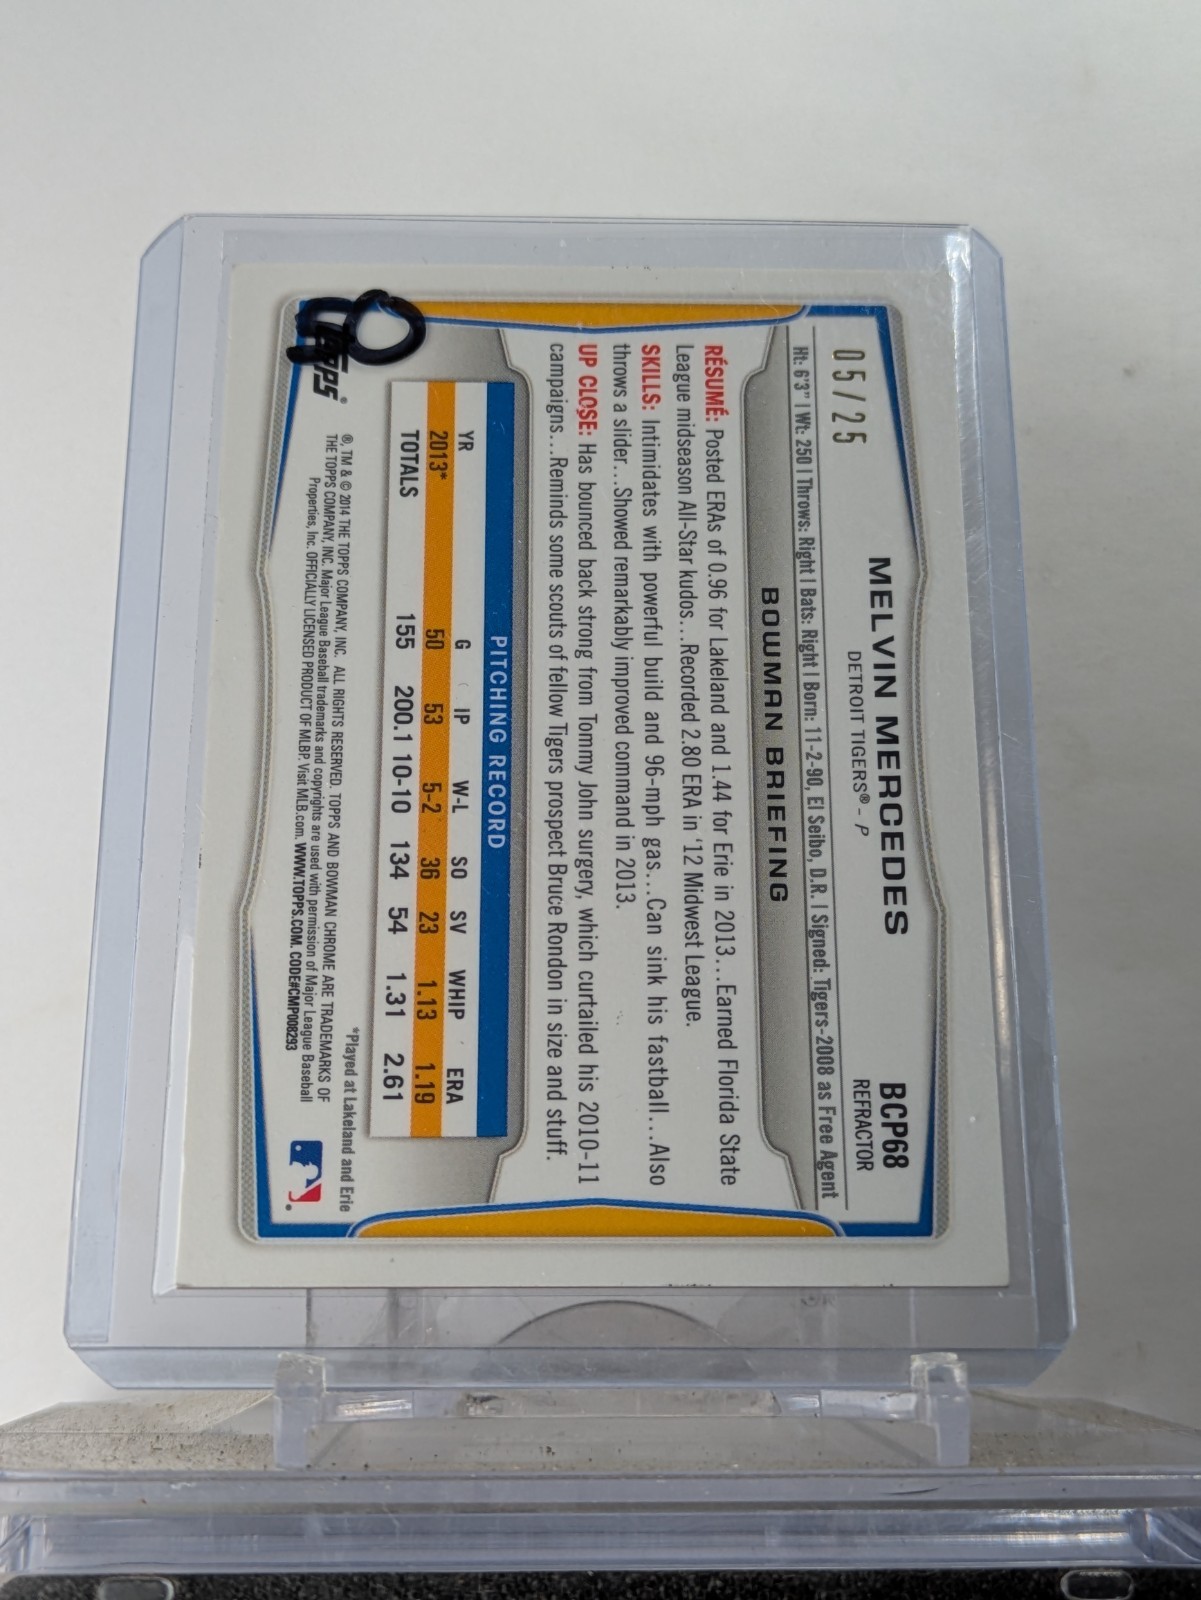 05/25
MELVIN MERCEDES
DETROIT TIGERS® - P
BCP68
REFRACTOR
Ht: 6'3" | Wt: 250 | Throws: Right | Bats: Right | Born: 11-2-90, El Seibo, D.R. | Signed: Tigers-2008 as Free Agent
BOWMAN BRIEFING
RÉSUMÉ: Posted ERAs of 0.96 for Lakeland and 1.44 for Erie in 2013...Earned Florida State
League midseason All-Star kudos...Recorded 2.80 ERA in '12 Midwest League.
SKILLS: Intimidates with powerful build and 96-mph gas...Can sink his fastball...Also
throws a slider...Showed remarkably improved command in 2013.
UP CLOSE: Has bounced back strong from Tommy John surgery, which curtailed his 2010-11
campaigns...Reminds some scouts of fellow Tigers prospect Bruce Rondon in size and stuff.
PITCHING RECORD
YR G IP W-L SO SV WHIP ERA
2013* 50 53 5-2 36 23 1.13 1.19
TOTALS 155 200.1 10-10 134 54 1.31 2.61
*Played at Lakeland and Erie
TOPPS®
®, TM & © 2014 THE TOPPS COMPANY, INC. ALL RIGHTS RESERVED. TOPPS AND BOWMAN CHROME ARE TRADEMARKS OF
THE TOPPS COMPANY, INC. Major League Baseball trademarks and copyrights are used with permission of Major League Baseball
Properties, Inc. OFFICIALLY LICENSED PRODUCT OF MLBP. Visit MLB.com. WWW.TOPPS.COM. CODE#CMP008293